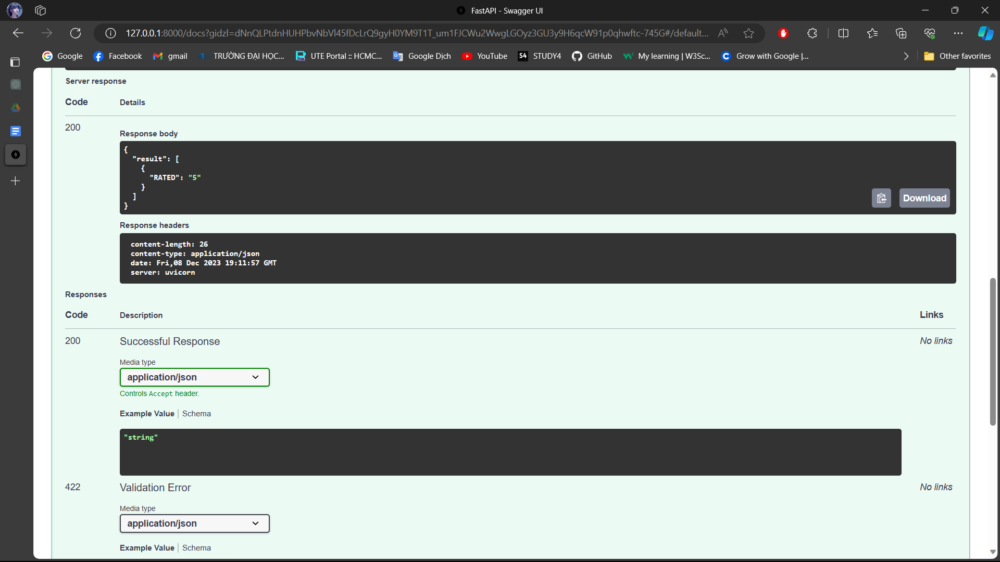 FastAPI - Swagger UI
127.0.0.1:8000/docs?gidzl=dNnQLPtdnHUHPbvNbVl45fDcLrQ9gyH0YM9T1T_um1FJCWu2WwgLGOyz3GU3y9H6qcW91p0qhwftc-745G#/default...
Google
Facebook
gmail
TRƯỜNG ĐẠI HỌC...
UTE Portal :: HCMC...
Google Dịch
YouTube
S4 STUDY4
GitHub
My learning | W3Sc...
Grow with Google |...
Other favorites
Server response
Code Details
200
Response body
{
"result": [
{
"RATED": "5"
}
]
}
Download
Response headers
content-length: 26
content-type: application/json
date: Fri,08 Dec 2023 19:11:57 GMT
server: uvicorn
Responses
Code Description Links
200 Successful Response No links
Media type
application/json
Controls Accept header.
Example Value Schema
"string"
422 Validation Error No links
Media type
application/json
Example Value Schema